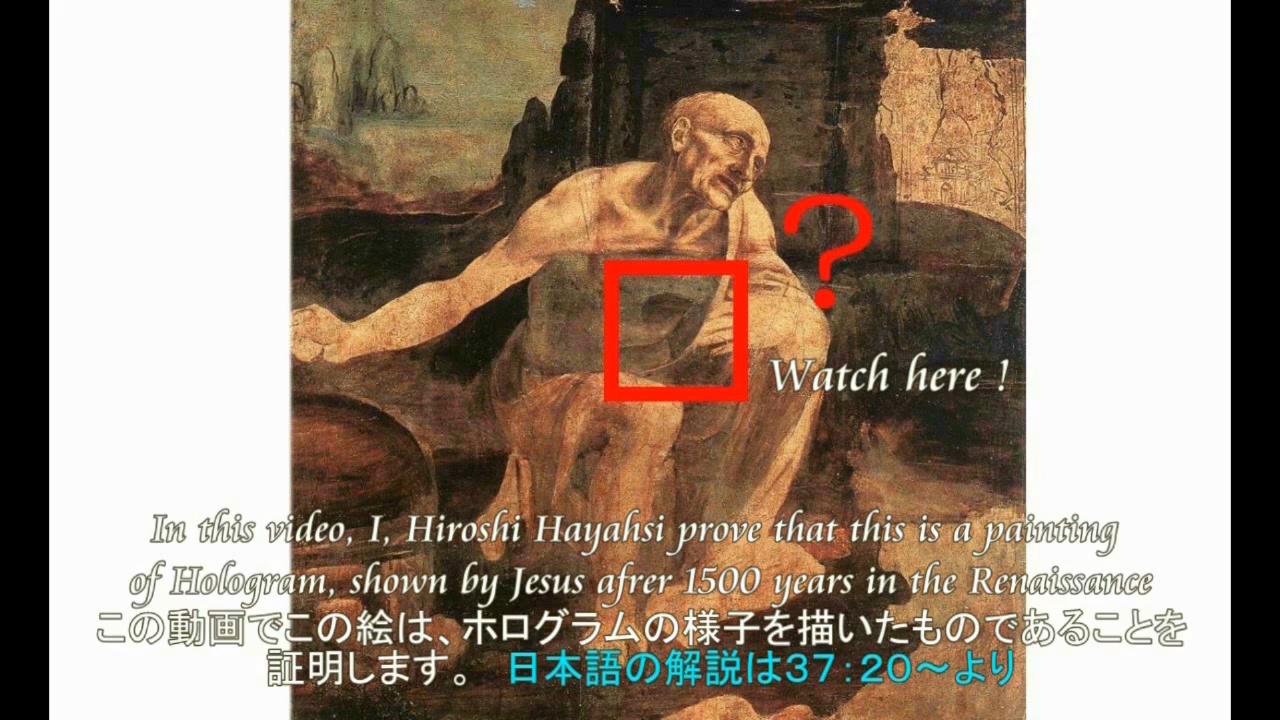 ?
Watch here !
In this video, I, Hiroshi Hayahsi prove that this is a painting
of Hologram, shown by Jesus afrer 1500 years in the Renaissance
この動画でこの絵は、ホログラムの様子を描いたものであることを
証明します。 日本語の解説は37:20～より